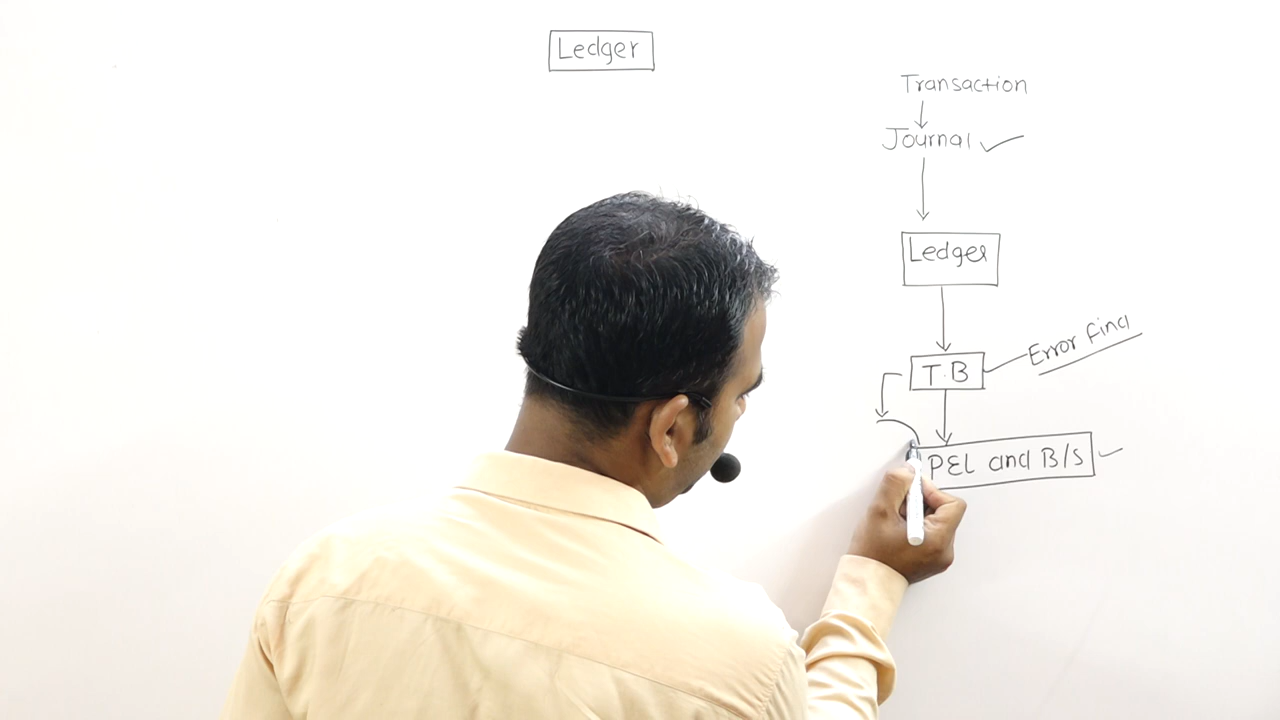 Ledger
Transaction
Journal
Ledger
T.B
Error find
P&L and B/S